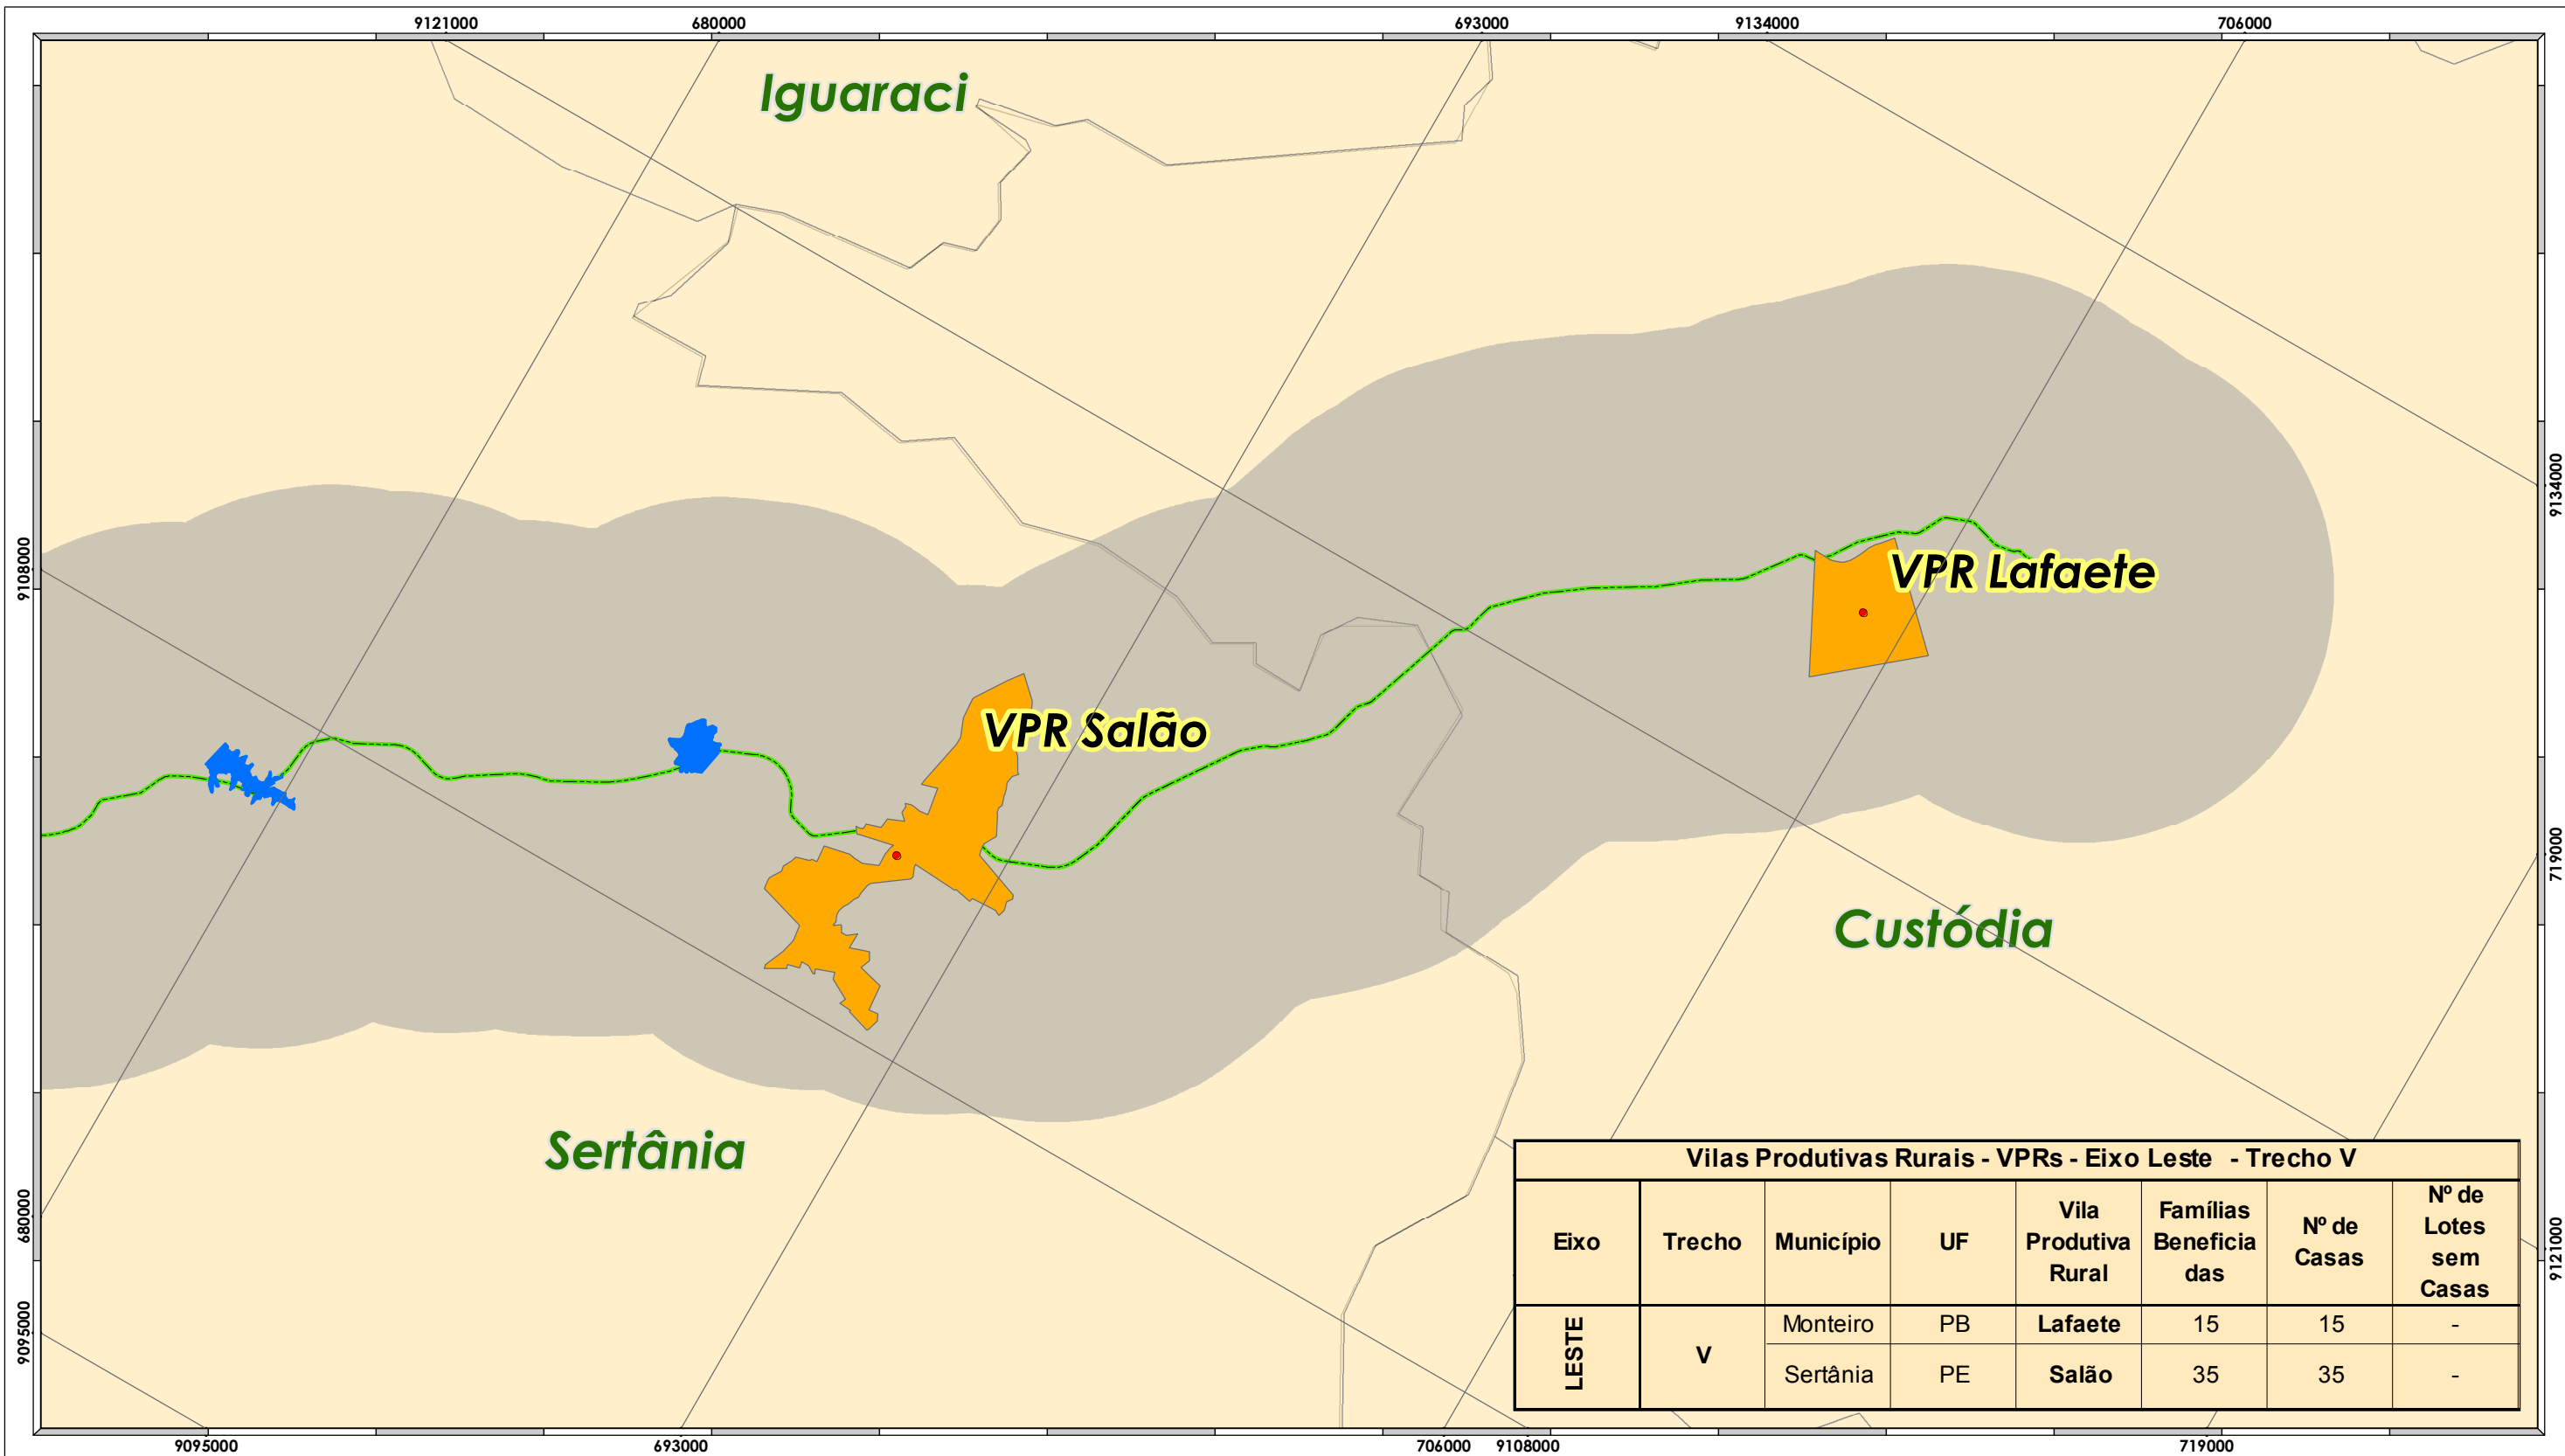 9121000 680000 693000 9134000 706000
Iguaraci
9134000
9108000
VPR Lafaete
VPR Salão
719000
Custódia
Sertânia
680000
9121000
9095000
Vilas Produtivas Rurais - VPRs - Eixo Leste - Trecho V
Eixo
Trecho
Município
UF
Vila
Produtiva
Rural
Famílias
Beneficia
das
Nº de
Casas
Nº de
Lotes
sem
Casas
LESTE
V
Monteiro PB Lafaete 15 15 -
Sertânia PE Salão 35 35 -
9095000 693000 706000 9108000 719000